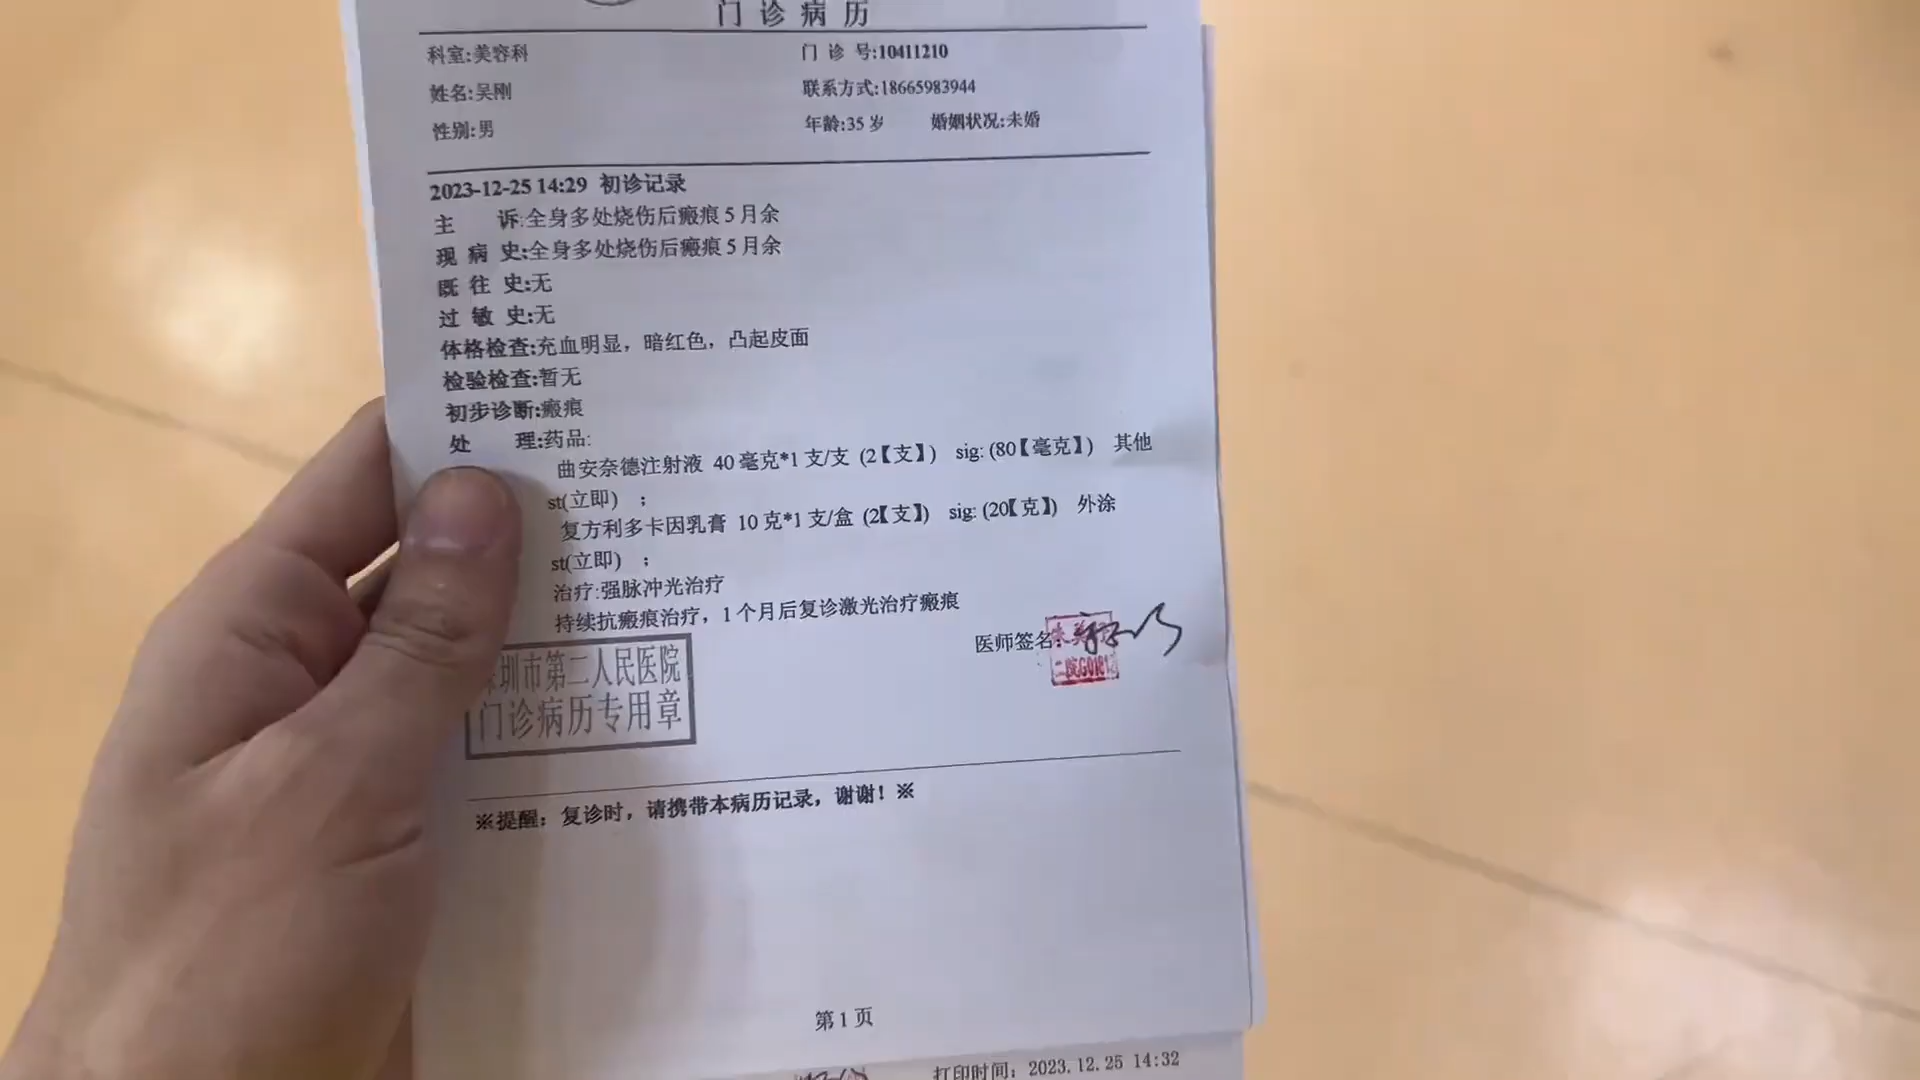 门诊病历
科室:美容科 门 诊 号:10411210
姓名:吴刚 联系方式:18665983944
性别:男 年龄:35 岁 婚姻状况:未婚
2023-12-25 14:29 初诊记录
主 诉:全身多处烧伤后瘢痕 5 月余
现 病 史:全身多处烧伤后瘢痕 5 月余
既 往 史:无
过 敏 史:无
体格检查:充血明显，暗红色，凸起皮面
检验检查:暂无
初步诊断:瘢痕
处 理:药品:
曲安奈德注射液 40 毫克*1 支/支 (2【支】) sig: (80【毫克】) 其他
st(立即) ；
复方利多卡因乳膏 10 克*1 支/盒 (2【支】) sig: (20【克】) 外涂
st(立即) ；
治疗:强脉冲光治疗
持续抗瘢痕治疗，1 个月后复诊激光治疗瘢痕
医师签名:
圳市第二人民医院
门诊病历专用章
※提醒：复诊时，请携带本病历记录，谢谢！※
第 1 页
打印时间：2023.12.25 14:32